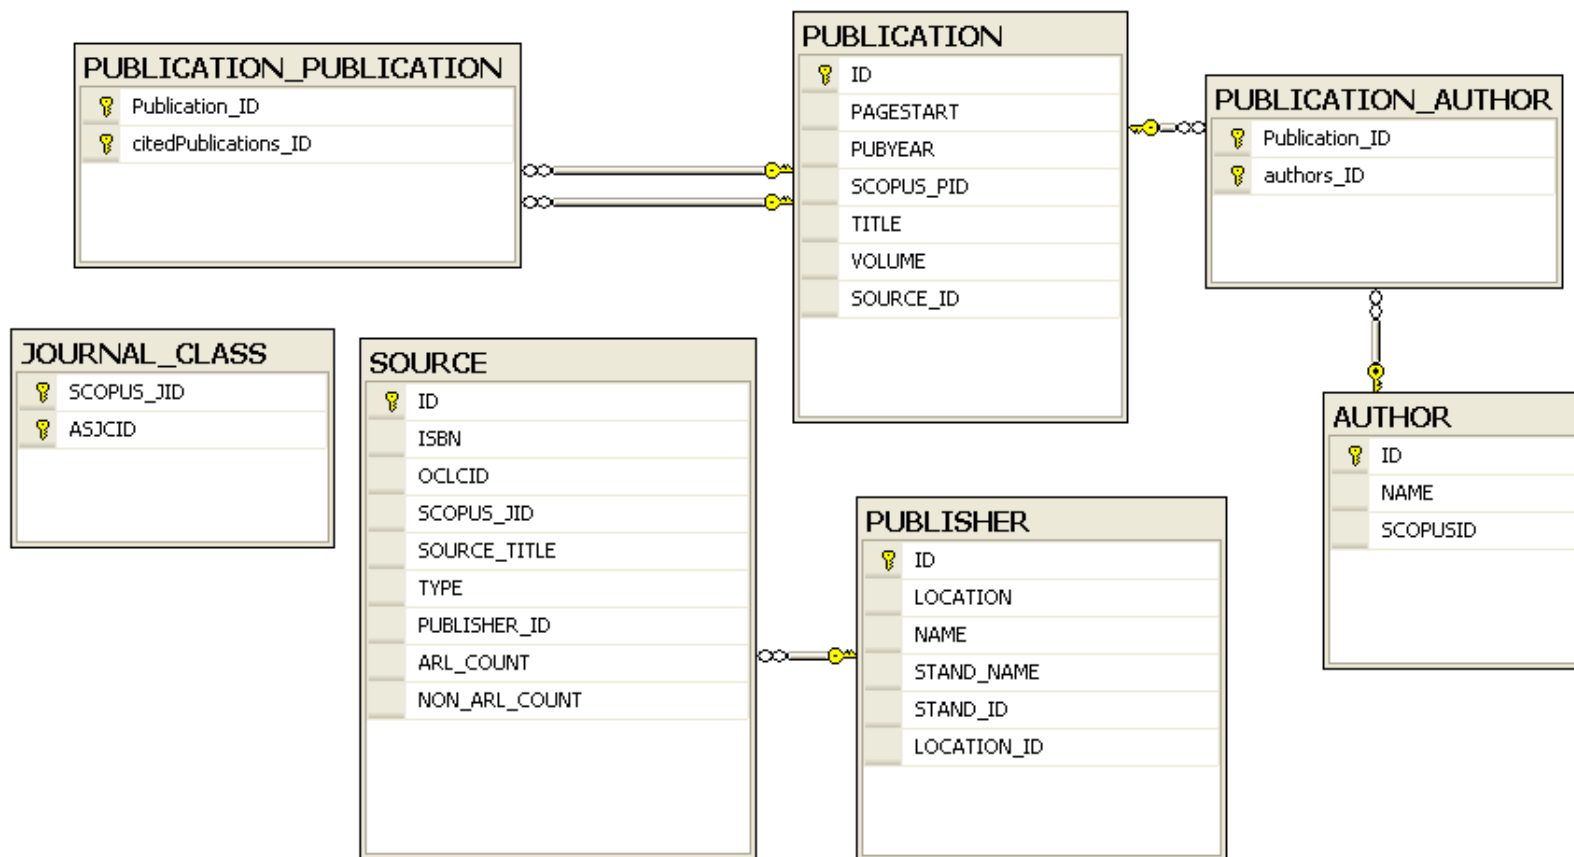 PUBLICATION_PUBLICATION
Publication_ID
citedPublications_ID
PUBLICATION
ID
PAGESTART
PUBYEAR
SCOPUS_PID
TITLE
VOLUME
SOURCE_ID
PUBLICATION_AUTHOR
Publication_ID
authors_ID
JOURNAL_CLASS
SCOPUS_JID
ASJCID
SOURCE
ID
ISBN
OCLCID
SCOPUS_JID
SOURCE_TITLE
TYPE
PUBLISHER_ID
ARL_COUNT
NON_ARL_COUNT
PUBLISHER
ID
LOCATION
NAME
STAND_NAME
STAND_ID
LOCATION_ID
AUTHOR
ID
NAME
SCOPUSID